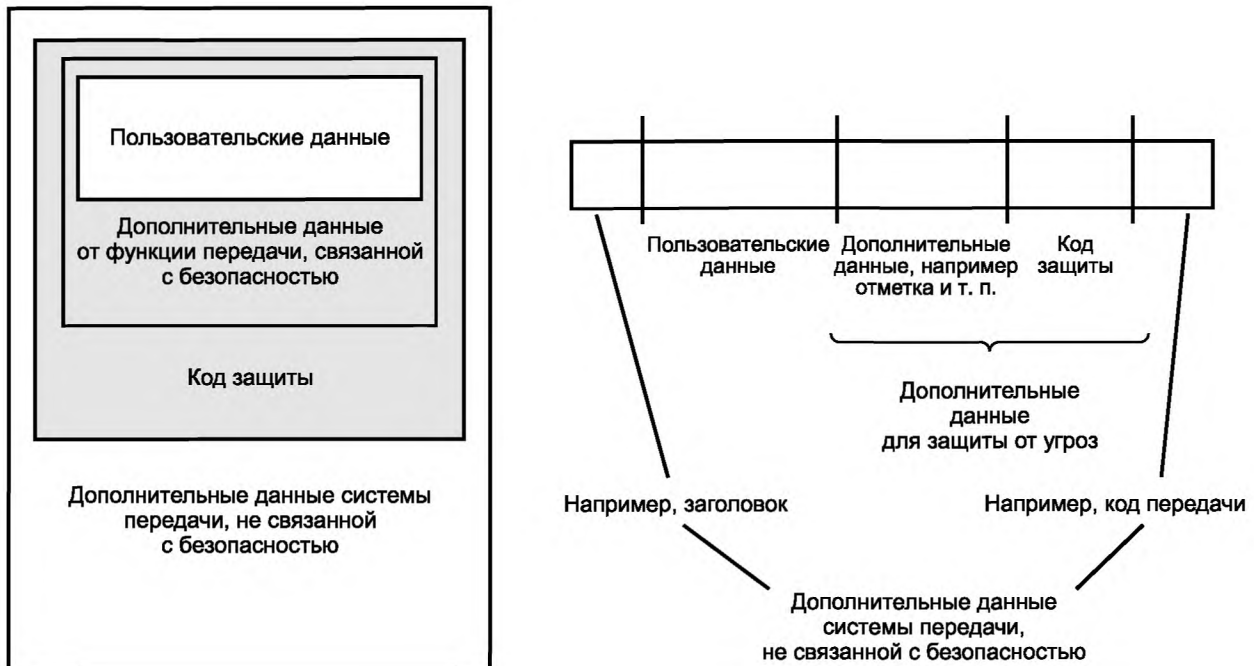 Пользовательские данные
Дополнительные данные
от функции передачи, связанной
с безопасностью
Код защиты
Дополнительные данные системы
передачи, не связанной
с безопасностью
Пользовательские
данные
Дополнительные
данные, например
отметка и т. п.
Код
защиты
Дополнительные
данные
для защиты от угроз
Например, заголовок
Например, код передачи
Дополнительные данные
системы передачи,
не связанной с безопасностью